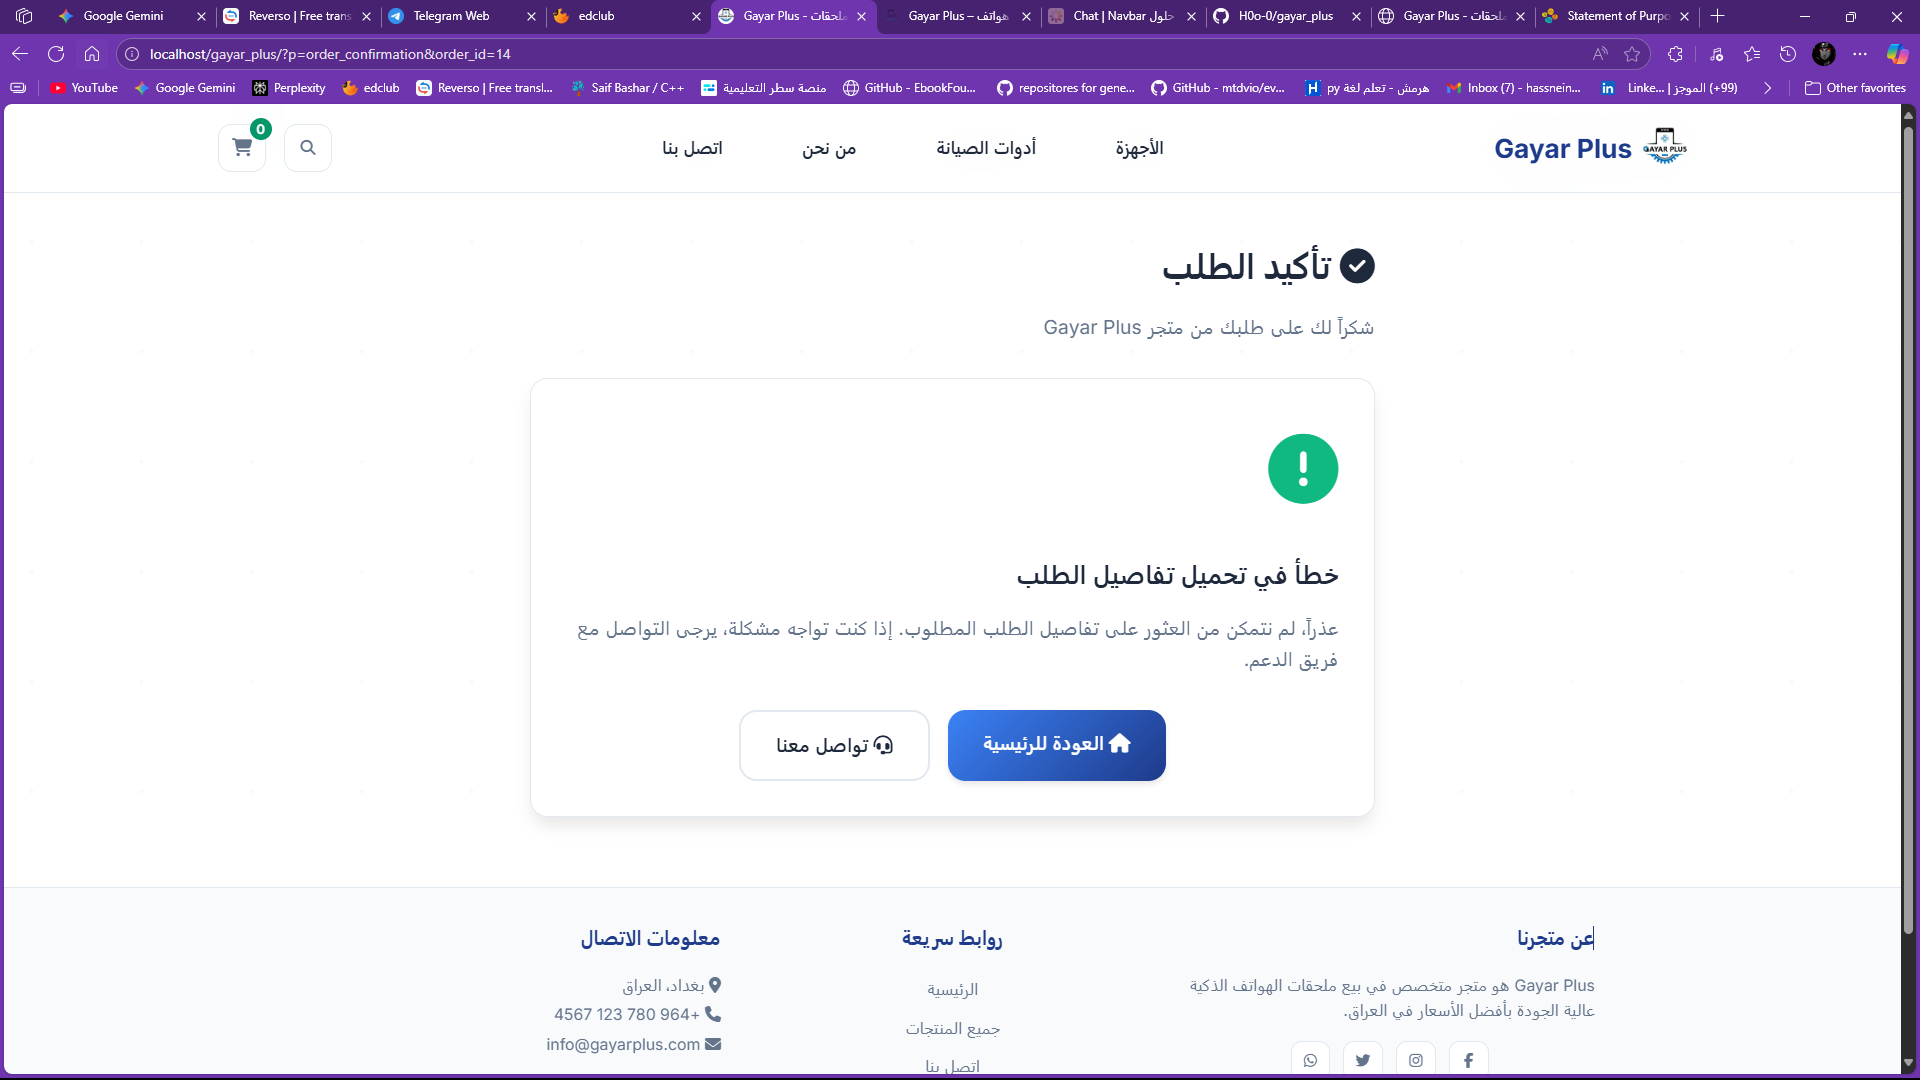 Google Gemini
Reverso | Free trans
Telegram Web
edclub
Gayar Plus - ملحقات
Gayar Plus – هواتف
Chat | Navbar حلول
H0o-0/gayar_plus
Gayar Plus - ملحقات
Statement of Purpo
localhost/gayar_plus/?p=order_confirmation&order_id=14
YouTube
Google Gemini
Perplexity
edclub
Reverso | Free transl...
Saif Bashar / C++
منصة سطر التعليمية
GitHub - EbookFou...
repositores for gene...
GitHub - mtdvio/ev...
هرمش - تعلم لغة py
Inbox (7) - hassnein...
(99+) الموجز | Linke...
Other favorites
Gayar Plus
GAYAR PLUS
الأجهزة
أدوات الصيانة
من نحن
اتصل بنا
0
تأكيد الطلب
شكراً لك على طلبك من متجر Gayar Plus
خطأ في تحميل تفاصيل الطلب
عذراً، لم نتمكن من العثور على تفاصيل الطلب المطلوب. إذا كنت تواجه مشكلة، يرجى التواصل مع
فريق الدعم.
العودة للرئيسية
تواصل معنا
عن متجرنا
Gayar Plus هو متجر متخصص في بيع ملحقات الهواتف الذكية
عالية الجودة بأفضل الأسعار في العراق.
روابط سريعة
الرئيسية
جميع المنتجات
اتصل بنا
معلومات الاتصال
بغداد، العراق
4567 123 780 964+
info@gayarplus.com